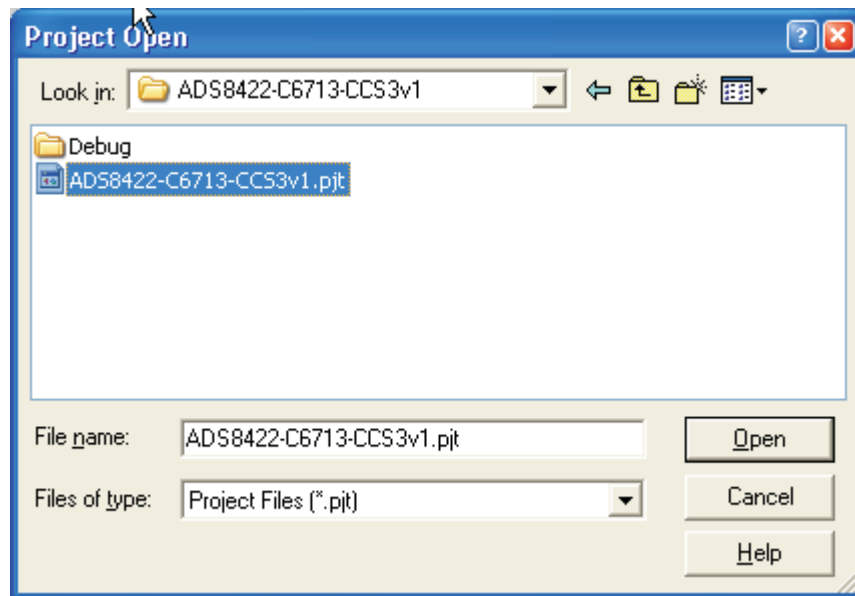 Project Open
Look in: ADS8422-C6713-CCS3v1
Debug
ADS8422-C6713-CCS3v1.pjt
File name: ADS8422-C6713-CCS3v1.pjt Open
Files of type: Project Files (*.pjt) Cancel
Help